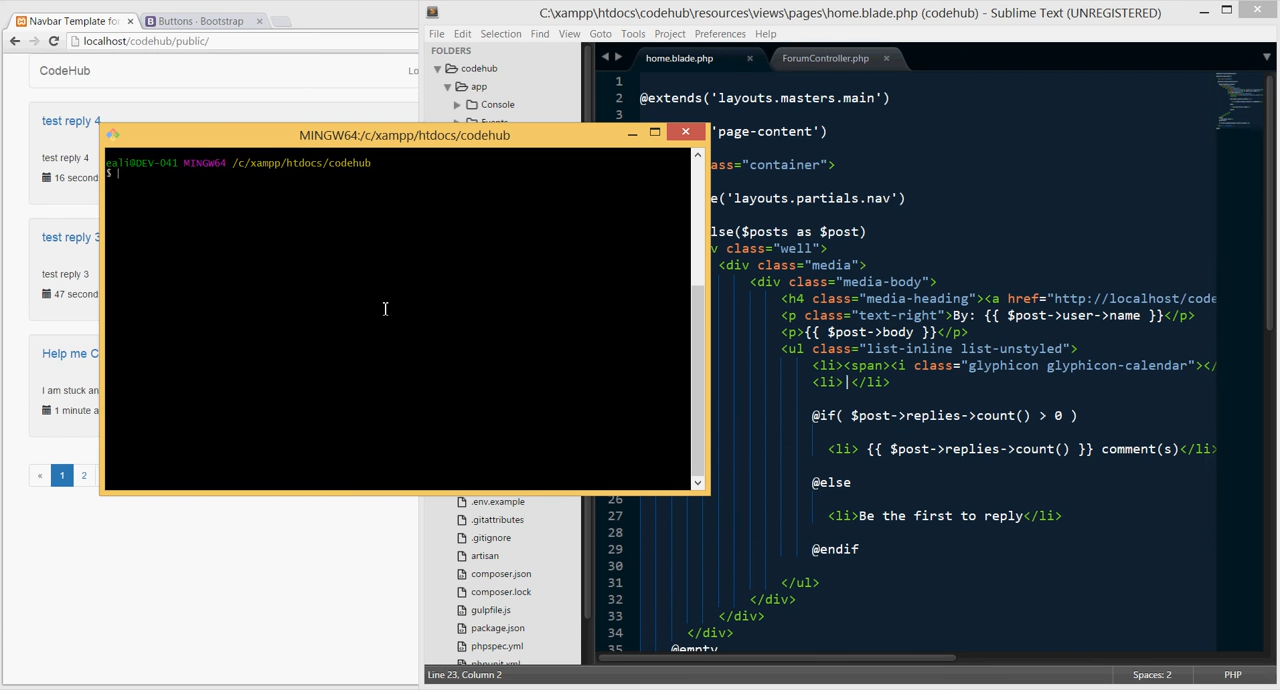 Navbar Template for
Buttons · Bootstrap
localhost/codehub/public/
CodeHub
Lo
test reply 4
test reply 4
16 second
test reply 3
test reply 3
47 second
Help me C
I am stuck an
1 minute a
« 1 2
MINGW64:/c/xampp/htdocs/codehub
eali@DEV-041 MINGW64 /c/xampp/htdocs/codehub
$
C:\xampp\htdocs\codehub\resources\views\pages\home.blade.php (codehub) - Sublime Text (UNREGISTERED)
File Edit Selection Find View Goto Tools Project Preferences Help
FOLDERS
codehub
app
Console
.env.example
.gitattributes
.gitignore
artisan
composer.json
composer.lock
gulpfile.js
package.json
phpspec.yml
phpunit.xml
home.blade.php
ForumController.php
1
2 @extends('layouts.masters.main')
3
'page-content')
ass="container">
e('layouts.partials.nav')
lse($posts as $post)
v class="well">
<div class="media">
<div class="media-body">
<h4 class="media-heading"><a href="http://localhost/code
<p class="text-right">By: {{ $post->user->name }}</p>
<p>{{ $post->body }}</p>
<ul class="list-inline list-unstyled">
<li><span><i class="glyphicon glyphicon-calendar"></
<li></li>
@if( $post->replies->count() > 0 )
<li> {{ $post->replies->count() }} comment(s)</li>
@else
26
27 <li>Be the first to reply</li>
28
29 @endif
30
31 </ul>
32 </div>
33 </div>
34 </div>
35 @empty
Line 23, Column 2
Spaces: 2
PHP